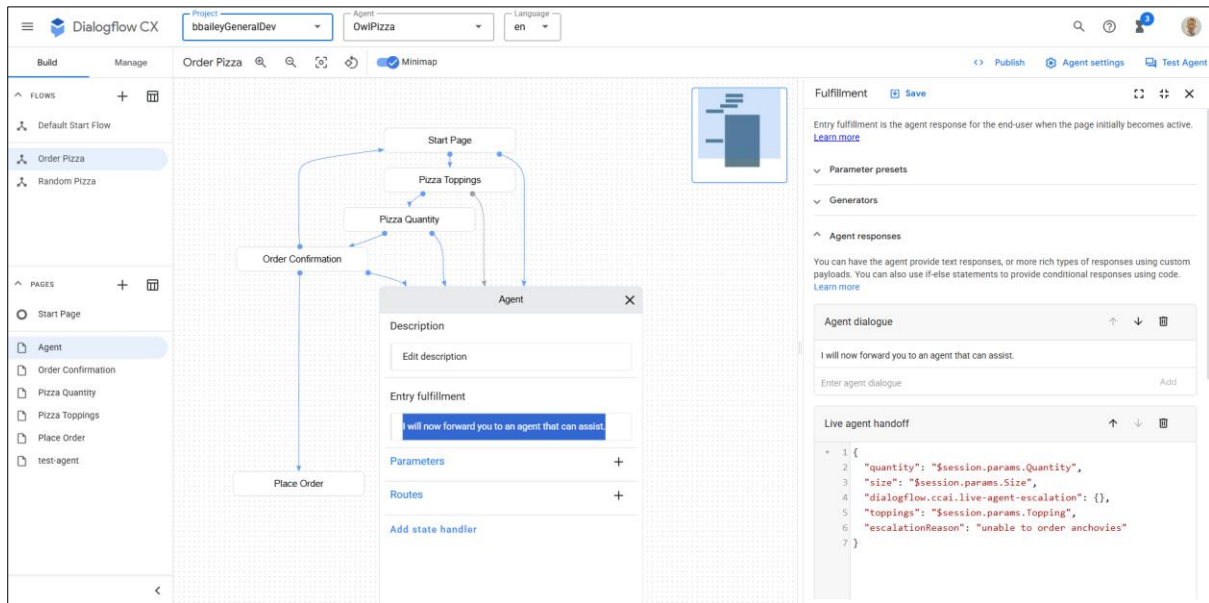 Dialogflow CX
Project
bbaileyGeneralDev
Agent
OwlPizza
Language
en
3
Build
Manage
Order Pizza
Minimap
Publish
Agent settings
Test Agent
FLOWS
Default Start Flow
Order Pizza
Random Pizza
PAGES
Start Page
Agent
Order Confirmation
Pizza Quantity
Pizza Toppings
Place Order
test-agent
Start Page
Pizza Toppings
Pizza Quantity
Order Confirmation
Place Order
Agent
Description
Edit description
Entry fulfillment
I will now forward you to an agent that can assist.
Parameters
Routes
Add state handler
Fulfillment
Save
Entry fulfillment is the agent response for the end-user when the page initially becomes active.
Learn more
Parameter presets
Generators
Agent responses
You can have the agent provide text responses, or more rich types of responses using custom
payloads. You can also use if-else statements to provide conditional responses using code.
Learn more
Agent dialogue
I will now forward you to an agent that can assist.
Enter agent dialogue
Add
Live agent handoff
1 {
2 "quantity": "$session.params.Quantity",
3 "size": "$session.params.Size",
4 "dialogflow.ccai.live-agent-escalation": {},
5 "toppings": "$session.params.Topping",
6 "escalationReason": "unable to order anchovies"
7 }